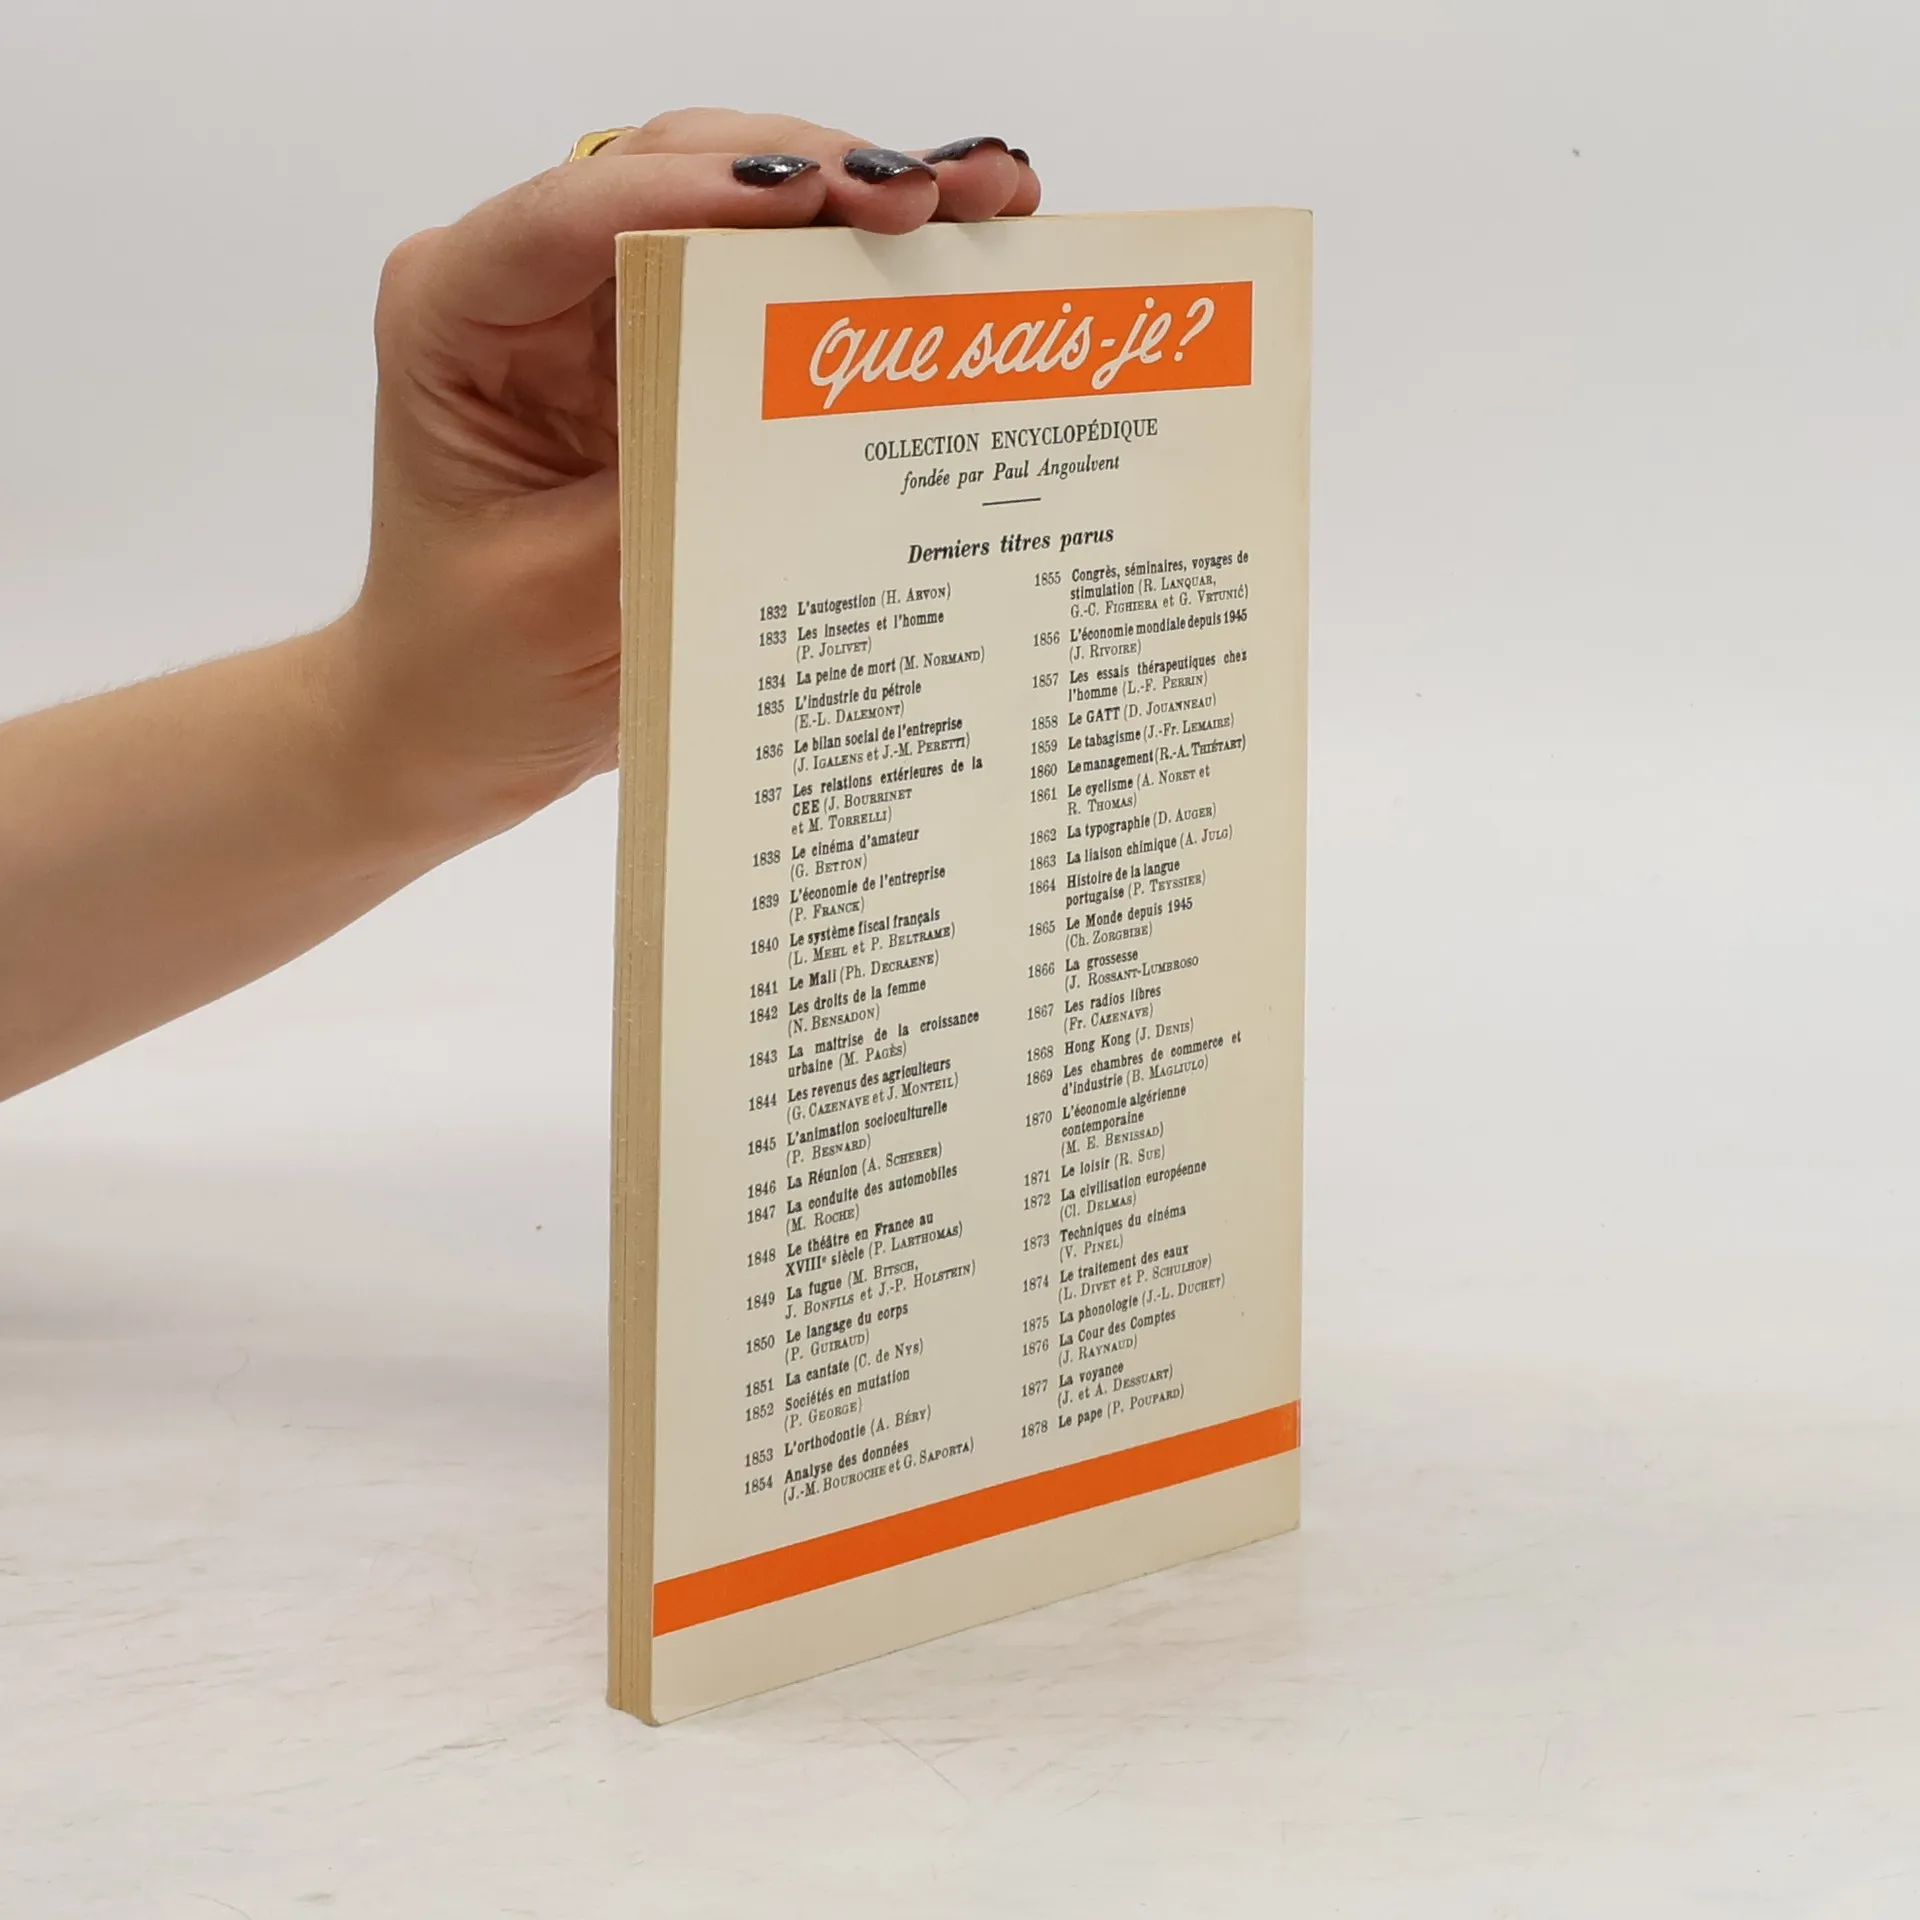 Que sais-je?
COLLECTION ENCYCLOPÉDIQUE
fondée par Paul Angoulvent
Derniers titres parus
1832 L'autogestion (H. ARVON)
1833 Les insectes et l'homme
(P. JOLIVET)
1834 La peine de mort (M. NORMAND)
1835 L'industrie du pétrole
(E.-L. DALEMONT)
1836 Le bilan social de l'entreprise
(J. IGALENS et J.-M. PERETTI)
1837 Les relations extérieures de la
CEE (J. BOURRINET
et M. TORRELLI)
1838 Le cinéma d'amateur
(G. BETTON)
1839 L'économie de l'entreprise
(P. FRANCK)
1840 Le système fiscal français
(L. MEHL et P. BELTRAME)
1841 Le Mali (Ph. DECRAENE)
1842 Les droits de la femme
(N. BENSADON)
1843 La maîtrise de la croissance
urbaine (M. PAGÈS)
1844 Les revenus des agriculteurs
(G. CAZENAVE et J. MONTEIL)
1845 L'animation socioculturelle
(P. BESNARD)
1846 La Réunion (A. SCHERER)
1847 La conduite des automobiles
(M. ROCHE)
1848 Le théâtre en France au
XVIIIe siècle (P. LARTHOMAS)
1849 La fugue (M. BITSCH,
J. BONFILS et J.-P. HOLSTEIN)
1850 Le langage du corps
(P. GUIRAUD)
1851 La cantate (C. de NYS)
1852 Sociétés en mutation
(P. GEORGE)
1853 L'orthodontie (A. BÉRY)
1854 Analyse des données
(J.-M. BOUROCHE et G. SAPORTA)
1855 Congrès, séminaires, voyages de
stimulation (R. LANQUAR,
G.-C. FIGHIERA et G. VRTUNIĆ)
1856 L'économie mondiale depuis 1945
(J. RIVOIRE)
1857 Les essais thérapeutiques chez
l'homme (L.-F. PERRIN)
1858 Le GATT (D. JOUANNEAU)
1859 Le tabagisme (J.-Fr. LEMAIRE)
1860 Le management (R.-A. THIÉTART)
1861 Le cyclisme (A. NORET et
R. THOMAS)
1862 La typographie (D. AUGER)
1863 La liaison chimique (A. JULG)
1864 Histoire de la langue
portugaise (P. TEYSSIER)
1865 Le Monde depuis 1945
(Ch. ZORGBIBE)
1866 La grossesse
(J. ROSSANT-LUMBROSO
1867 Les radios libres
(Fr. CAZENAVE)
1868 Hong Kong (J. DENIS)
1869 Les chambres de commerce et
d'industrie (B. MAGLIULO)
1870 L'économie algérienne
contemporaine
(M. E. BENISSAD)
1871 Le loisir (R. SUE)
1872 La civilisation européenne
(Cl. DELMAS)
1873 Techniques du cinéma
(V. PINEL)
1874 Le traitement des eaux
(L. DIVET et P. SCHULHOF)
1875 La phonologie (J.-L. DUCHET)
1876 La Cour des Comptes
(J. RAYNAUD)
1877 La voyance
(J. et A. DESSUART)
1878 Le pape (P. POUPARD)